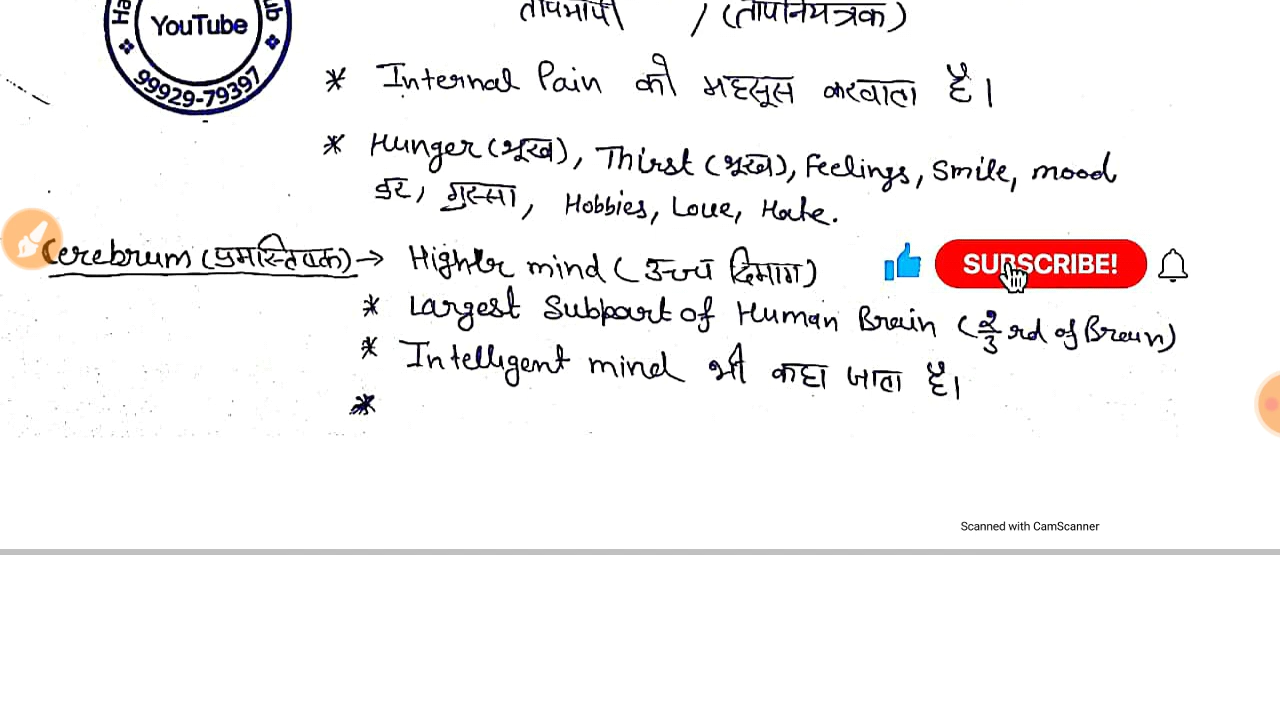 YouTube
99929-79397
तापमापी / (तापनियंत्रक)
* Internal Pain को महसूस करवाता है।
* Hunger (भूख), Thirst (भूख), Feelings, Smile, mood
डर, गुस्सा, Hobbies, Love, Hate.
Cerebrum (प्रमस्तिष्क) → Higher mind (उच्च दिमाग)
SUBSCRIBE!
* Largest Subpart of Human Brain (2/3 rd of Brain)
* Intelligent mind भी कहा जाता है।
*
Scanned with CamScanner